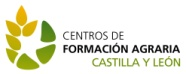 CENTROS DE
FORMACIÓN AGRARIA
CASTILLA Y LEÓN